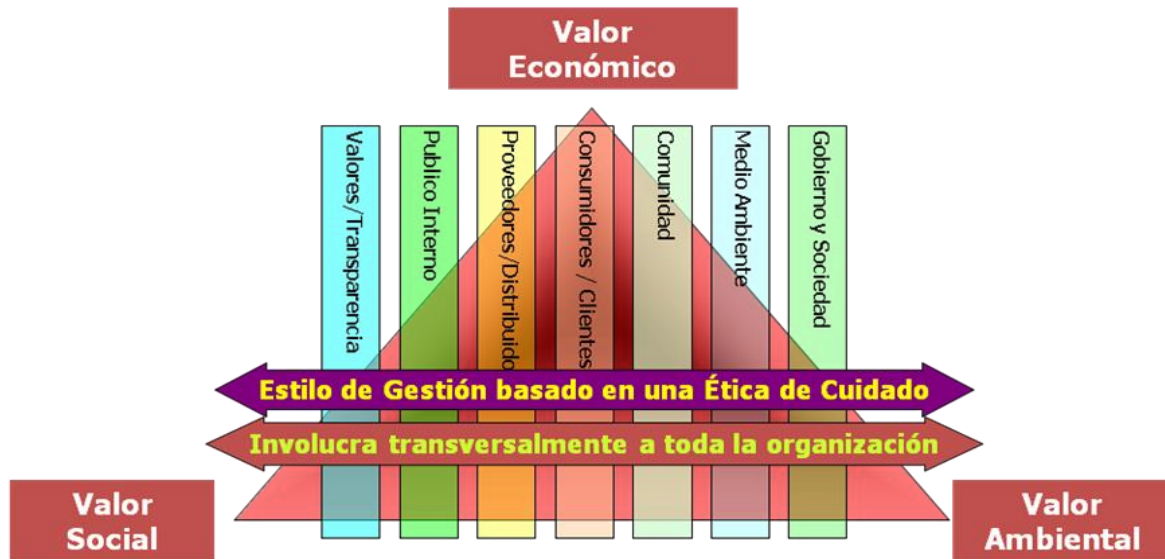 Valor
Económico
Valores/Transparencia
Publico Interno
Proveedores/Distribuido
Consumidores / Clientes
Comunidad
Medio Ambiente
Gobierno y Sociedad
Estilo de Gestión basado en una Ética de Cuidado
Involucra transversalmente a toda la organización
Valor
Social
Valor
Ambiental